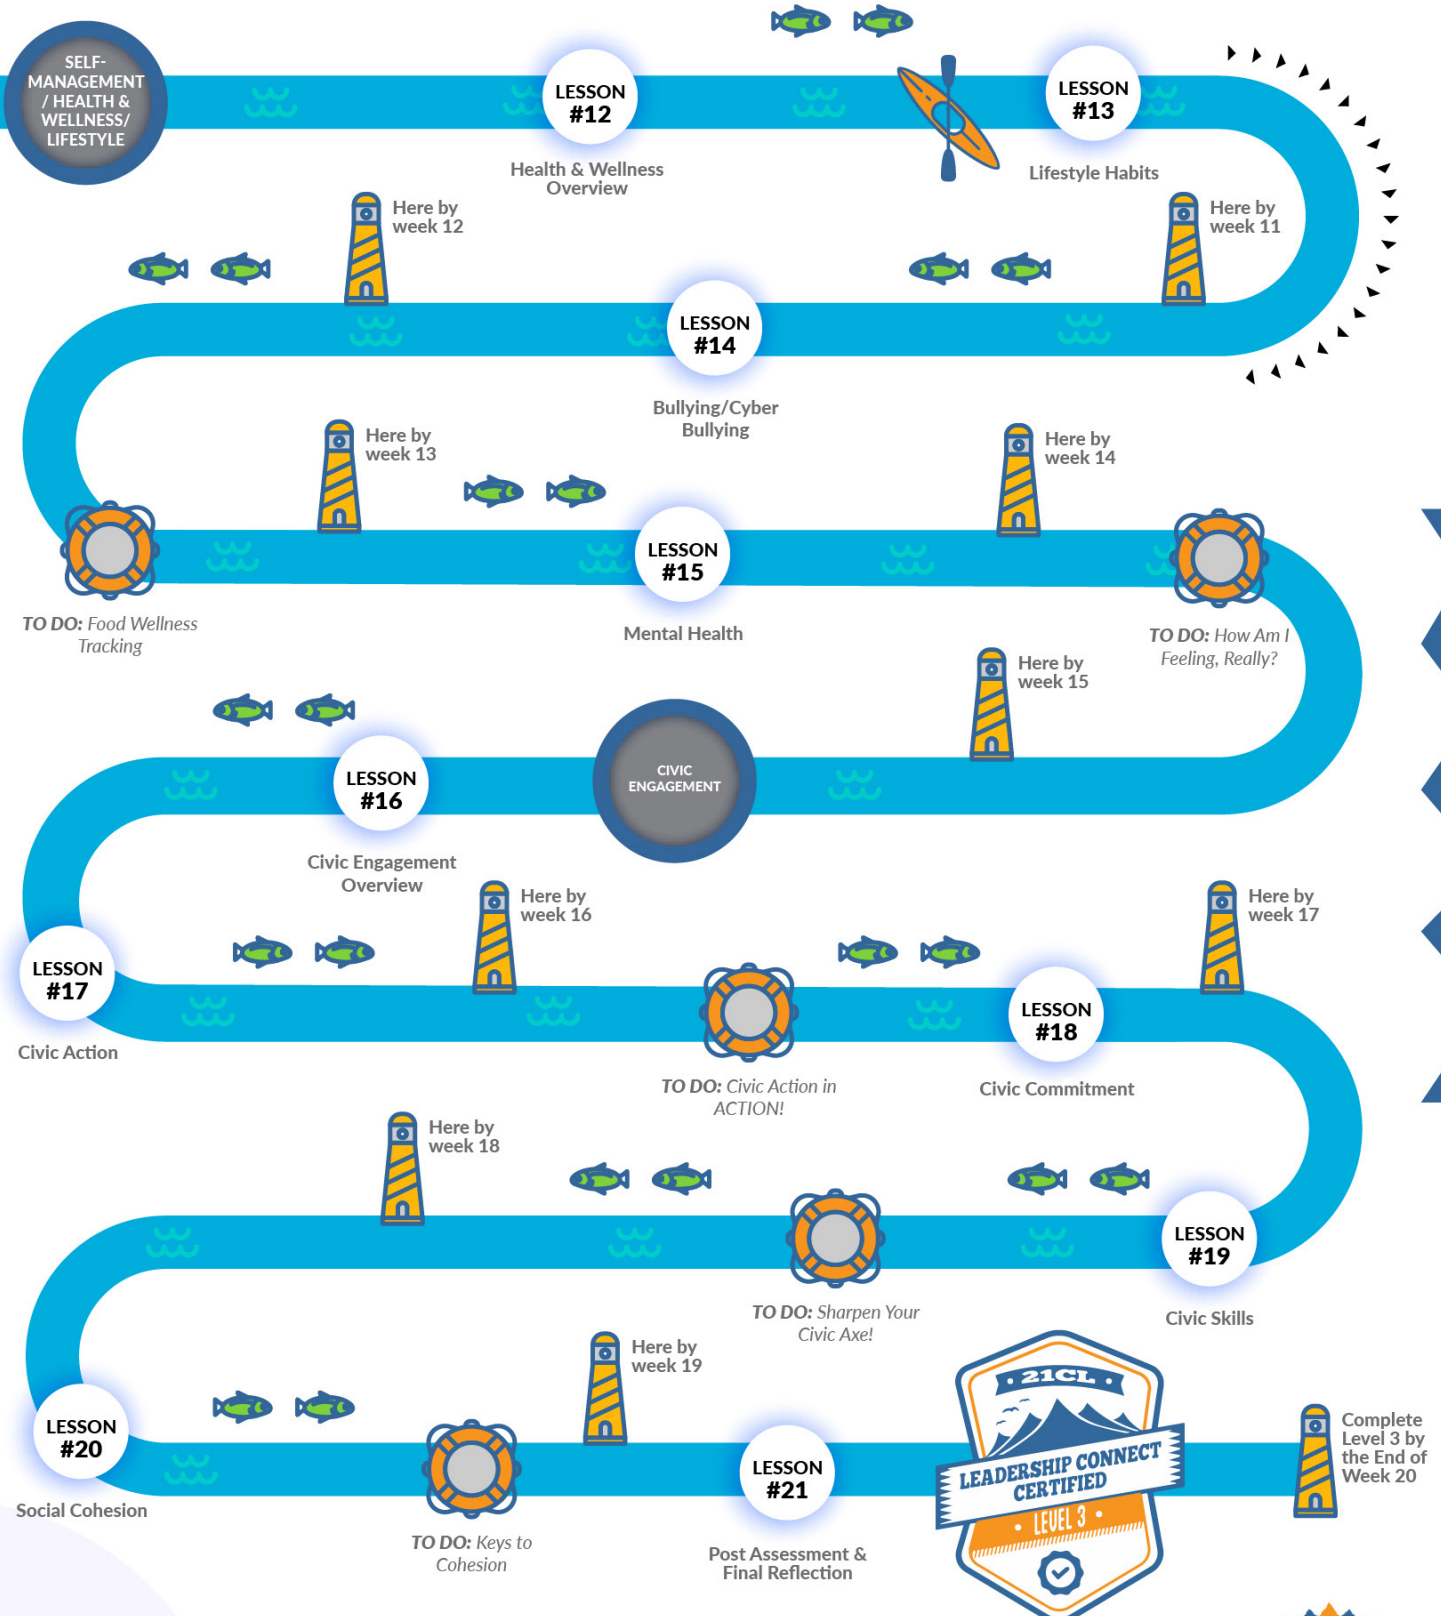 SELF-
MANAGEMENT
/ HEALTH &
WELLNESS/
LIFESTYLE
LESSON
#12
Health & Wellness
Overview
LESSON
#13
Lifestyle Habits
Here by
week 12
Here by
week 11
LESSON
#14
Bullying/Cyber
Bullying
Here by
week 13
Here by
week 14
LESSON
#15
Mental Health
TO DO: Food Wellness
Tracking
TO DO: How Am I
Feeling, Really?
Here by
week 15
CIVIC
ENGAGEMENT
LESSON
#16
Civic Engagement
Overview
Here by
week 16
Here by
week 17
LESSON
#17
Civic Action
TO DO: Civic Action in
ACTION!
LESSON
#18
Civic Commitment
Here by
week 18
LESSON
#19
Civic Skills
TO DO: Sharpen Your
Civic Axe!
Here by
week 19
LESSON
#20
Social Cohesion
TO DO: Keys to
Cohesion
LESSON
#21
Post Assessment &
Final Reflection
• 21CL •
LEADERSHIP CONNECT
CERTIFIED
• LEVEL 3 •
Complete
Level 3 by
the End of
Week 20